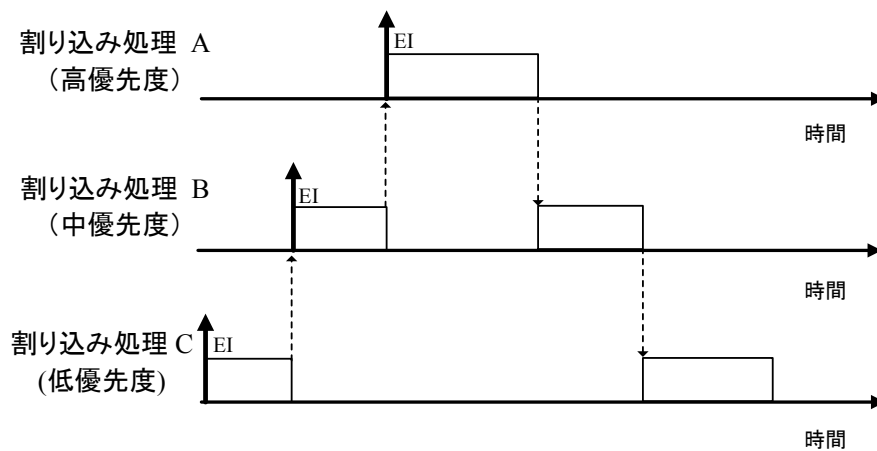 割り込み処理 A
（高優先度）
EI
時間
割り込み処理 B
（中優先度）
EI
時間
割り込み処理 C
(低優先度)
EI
時間